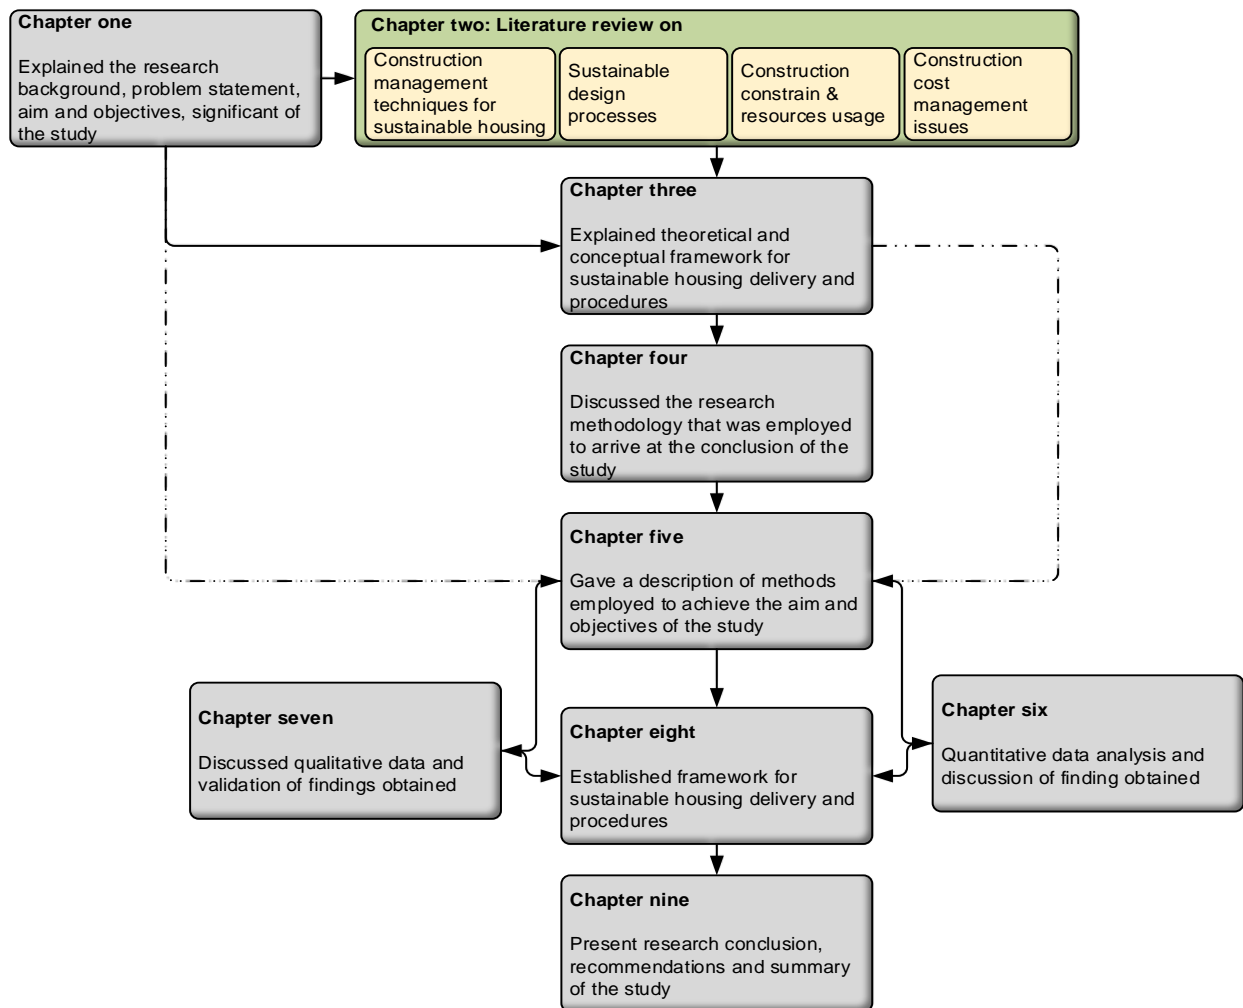 Chapter one
Explained the research
background, problem statement,
aim and objectives, significant of
the study
Chapter two: Literature review on
Construction
management
techniques for
sustainable housing
Sustainable
design
processes
Construction
constrain &
resources usage
Construction
cost
management
issues
Chapter three
Explained theoretical and
conceptual framework for
sustainable housing delivery and
procedures
Chapter four
Discussed the research
methodology that was employed
to arrive at the conclusion of the
study
Chapter five
Gave a description of methods
employed to achieve the aim and
objectives of the study
Chapter seven
Discussed qualitative data and
validation of findings obtained
Chapter eight
Established framework for
sustainable housing delivery and
procedures
Chapter six
Quantitative data analysis and
discussion of finding obtained
Chapter nine
Present research conclusion,
recommendations and summary
of the study